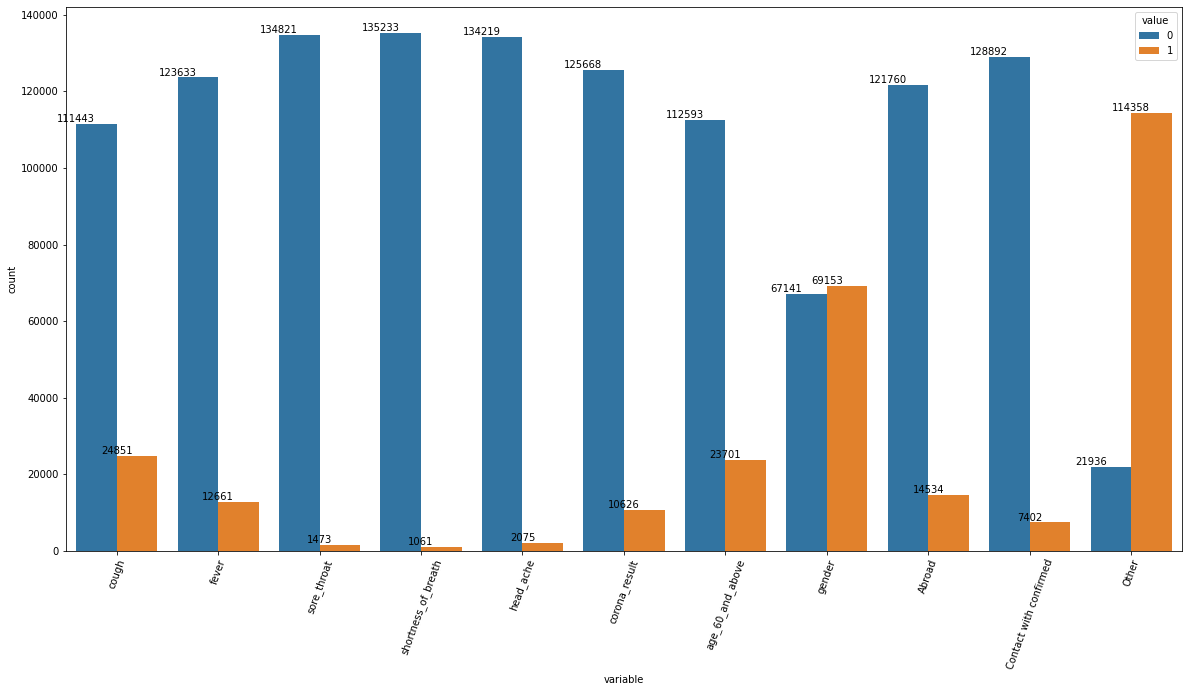 140000
120000
100000
80000
60000
40000
20000
0
count
111443
24851
123633
12661
134821
1473
135233
1061
134219
2075
125668
10626
112593
23701
67141
69153
121760
14534
128892
7402
21936
114358
value
0
1
cough
fever
sore_throat
shortness_of_breath
head_ache
corona_result
age_60_and_above
gender
Abroad
Contact with confirmed
Other
variable